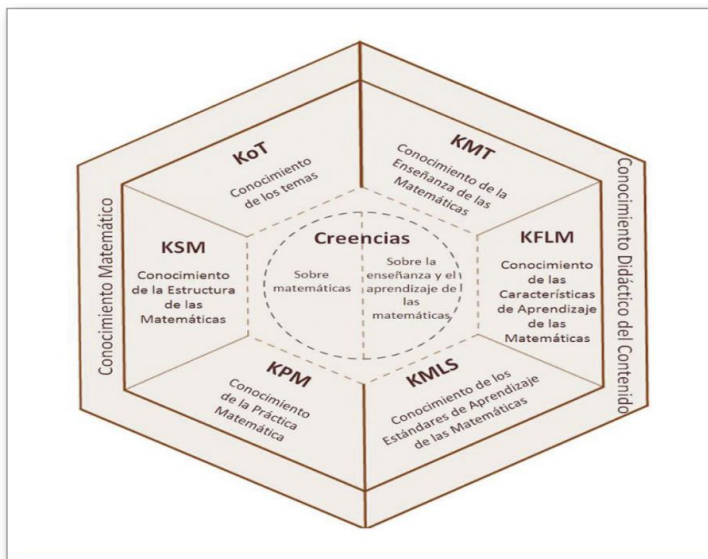 Conocimiento Matemático
KoT
Conocimiento
de los temas
KMT
Conocimiento de la
Enseñanza de las
Matemáticas
KSM
Conocimiento
de la Estructura
de las
Matemáticas
Creencias
Sobre
matemáticas
Sobre la
enseñanza y el
aprendizaje de
las
matemáticas
KFLM
Conocimiento
de las
Características
de Aprendizaje
de las
Matemáticas
KPM
Conocimiento
de la Práctica
Matemática
KMLS
Conocimiento de los
Estándares de Aprendizaje
de las Matemáticas
Conocimiento Didáctico del Contenido